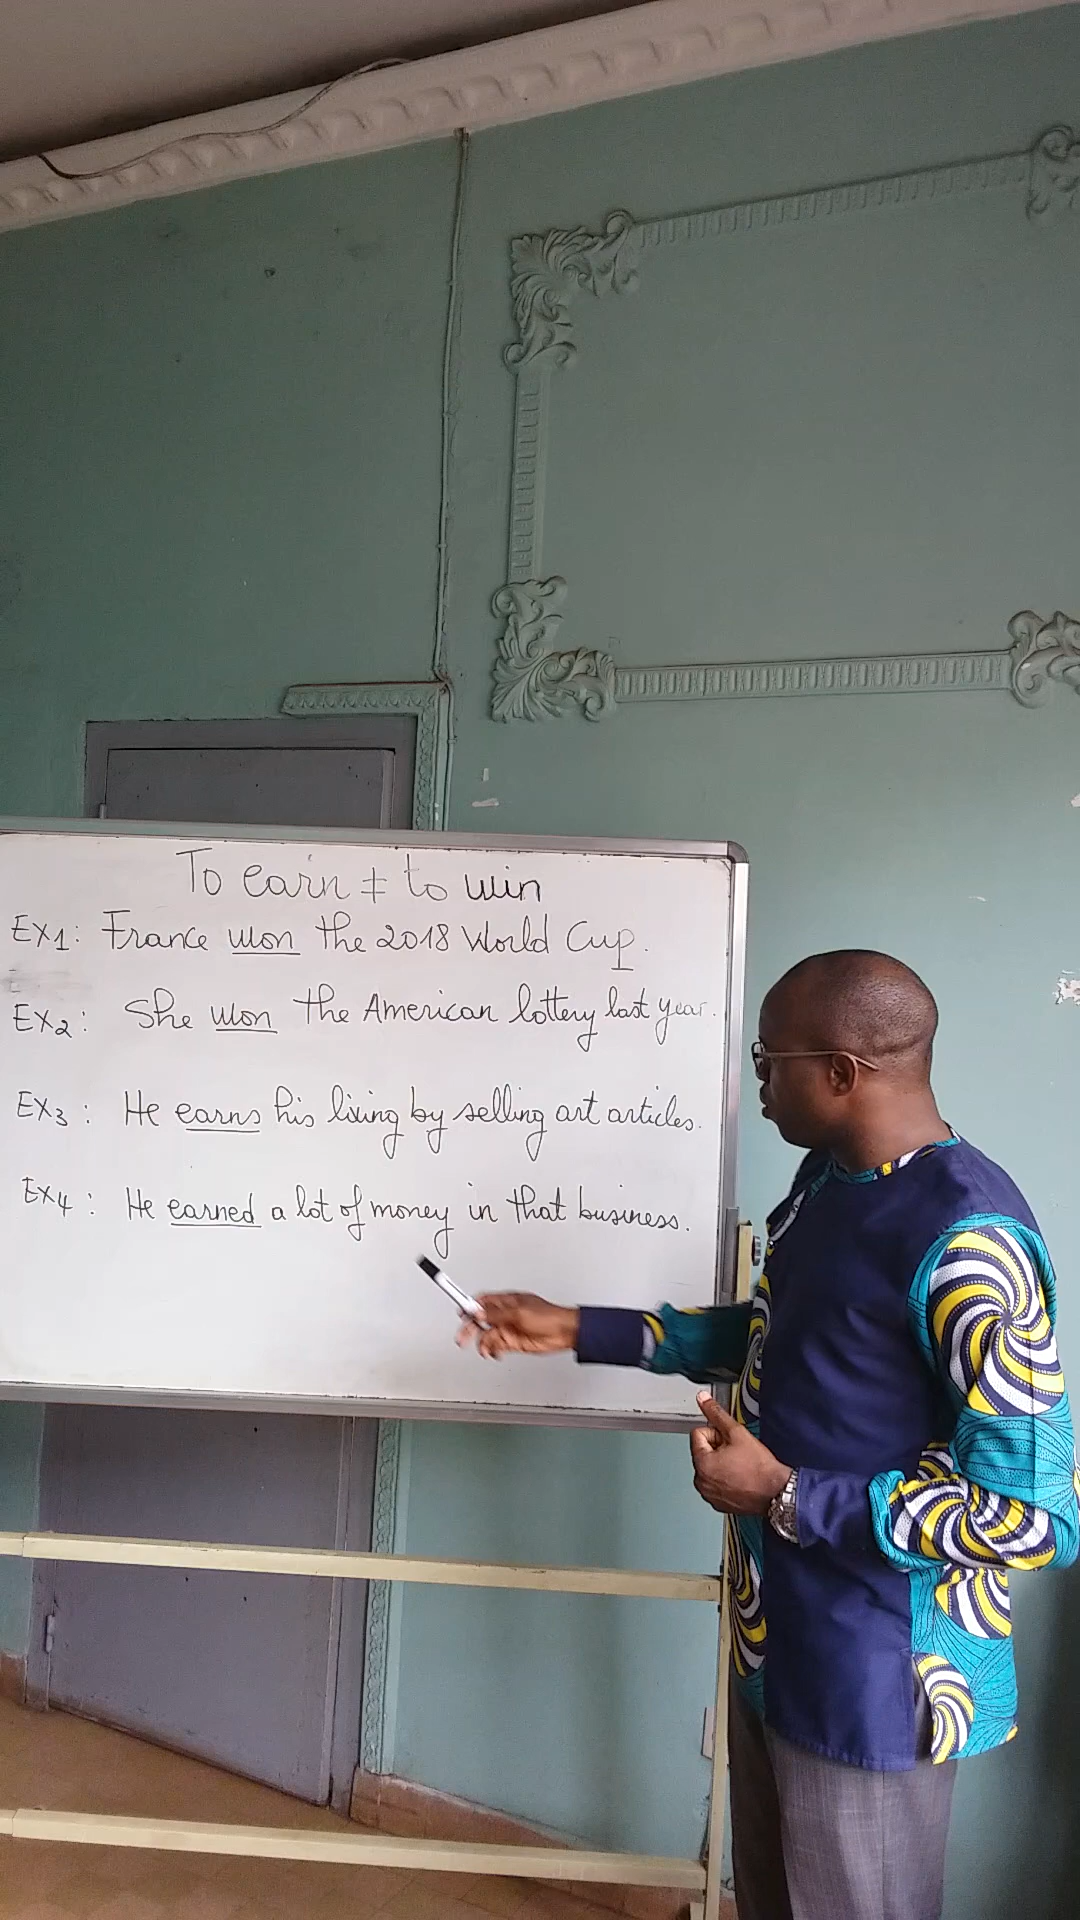 To earn ≠ to win
Ex1: France won the 2018 World Cup.
Ex2: She won the American lottery last year.
Ex3: He earns his living by selling art articles.
Ex4: He earned a lot of money in that business.